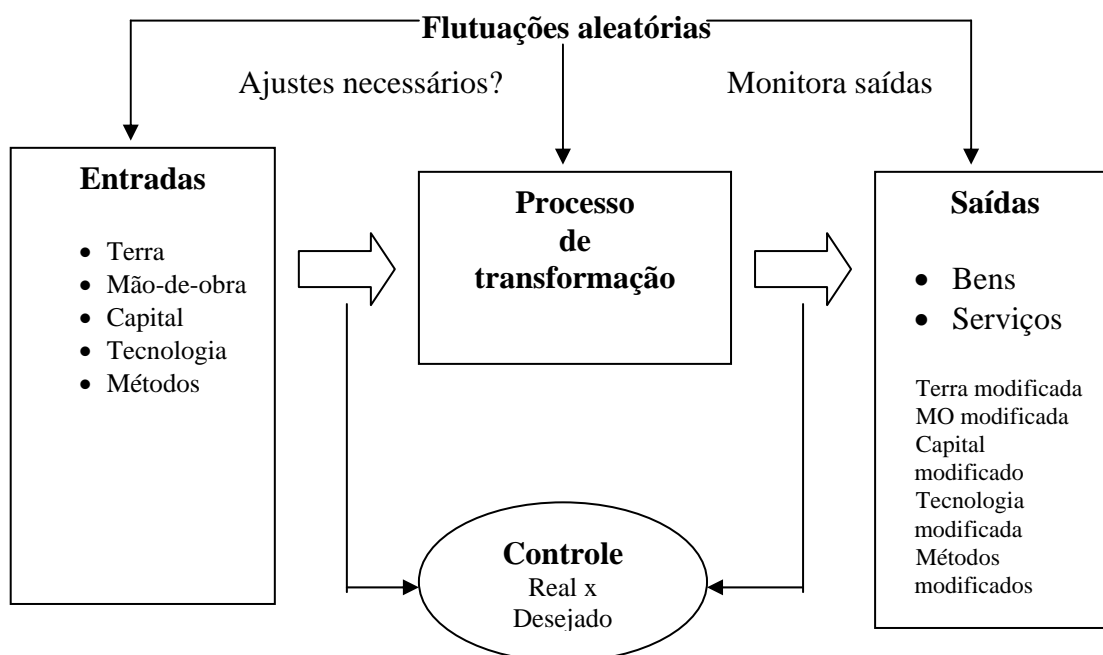 Flutuações aleatórias
Ajustes necessários?
Monitora saídas
Entradas
• Terra
• Mão-de-obra
• Capital
• Tecnologia
• Métodos
Processo
de
transformação
Saídas
• Bens
• Serviços
Terra modificada
MO modificada
Capital
modificado
Tecnologia
modificada
Métodos
modificados
Controle
Real x
Desejado